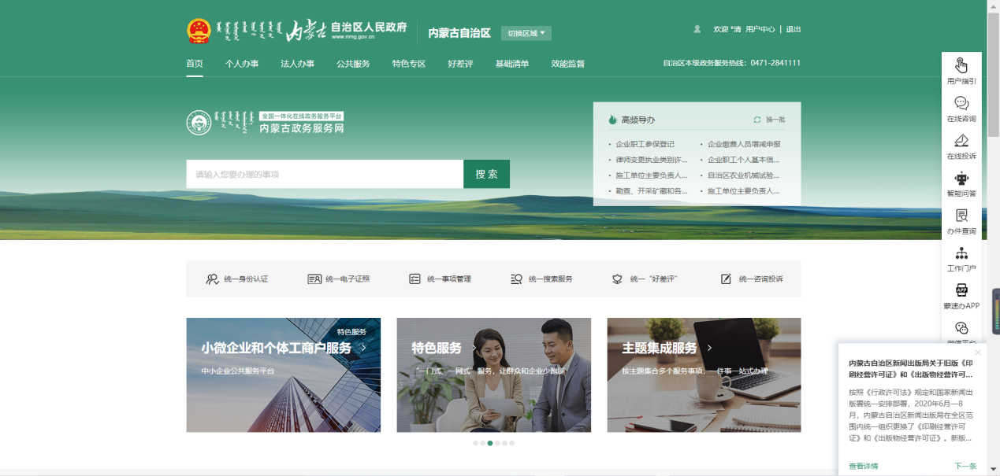 内蒙古自治区人民政府
www.nmg.gov.cn
内蒙古自治区
切换区域
欢迎 *清 用户中心 | 退出
首页 个人办事 法人办事 公共服务 特色专区 好差评 基础清单 效能监督
自治区本级政务服务热线：0471-2841111
全国一体化在线政务服务平台
内蒙古政务服务网
请输入您要办理的事项
搜 索
高频导办 换一批
· 企业职工参保登记 · 企业缴费人员增减申报
· 律师变更执业类别许... · 企业职工个人基本信...
· 施工单位主要负责人... · 自治区农业机械试验...
· 勘查、开采矿藏和各... · 施工单位主要负责人...
统一身份认证 统一电子证照 统一事项管理 统一搜索服务 统一“好差评” 统一咨询投诉
特色服务
小微企业和个体工商户服务
中小企业公共服务平台
特色服务
“一门式、一网式”服务，让群众和企业少跑腿
主题集成服务
按主题集合多个服务事项，一件事一站式办理
用户指引
在线咨询
在线投诉
智能问答
办件查询
工作门户
APP
蒙速办APP
内蒙古自治区新闻出版局关于旧版《印
刷经营许可证》和《出版物经营许可...
按照《行政许可法》规定和国家新闻出
版署统一安排部署，2020年6月—8
月，内蒙古自治区新闻出版局在全区范
围内统一组织更换了《印刷经营许可
证》和《出版物经营许可证》。新版...
查看详情 下一条